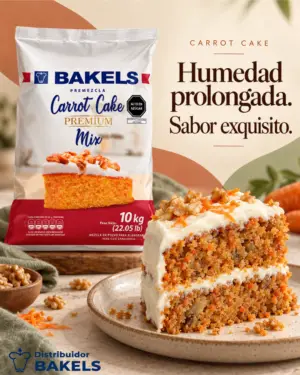 CARROT CAKE
Humedad
prolongada.
Sabor exquisito.
BAKELS
PREMEZCLA
Carrot Cake
PREMIUM
Mix
10 kg
(22.05 lb)
Distribuidor
BAKELS